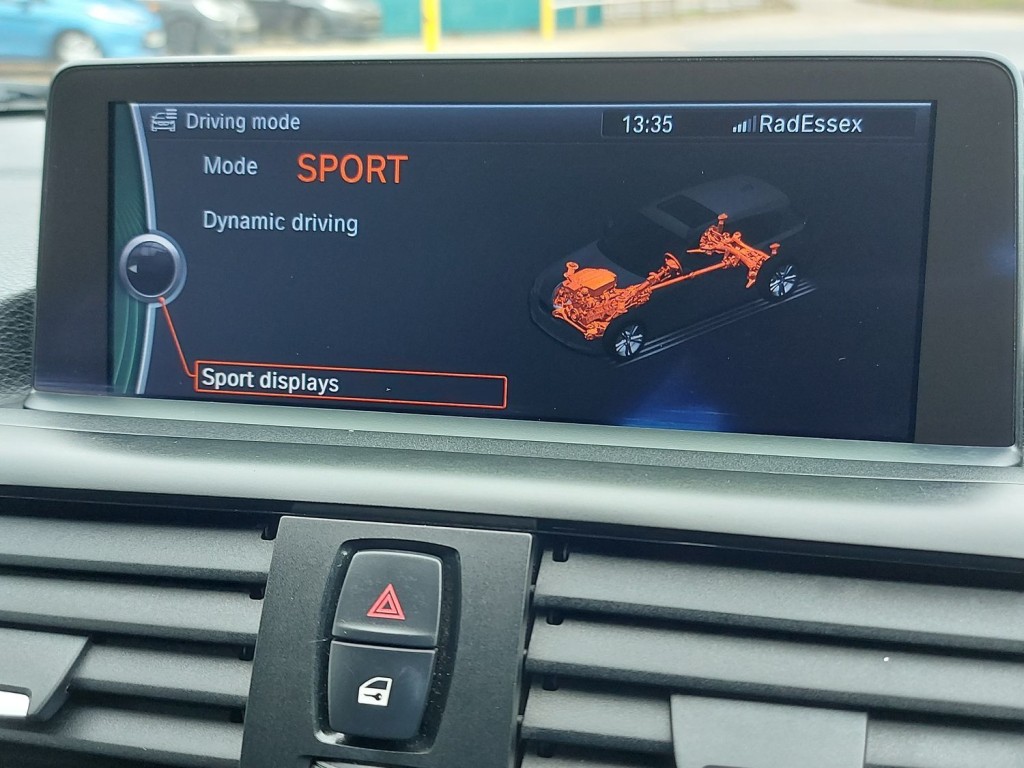 Driving mode
13:35
RadEssex
Mode SPORT
Dynamic driving
Sport displays